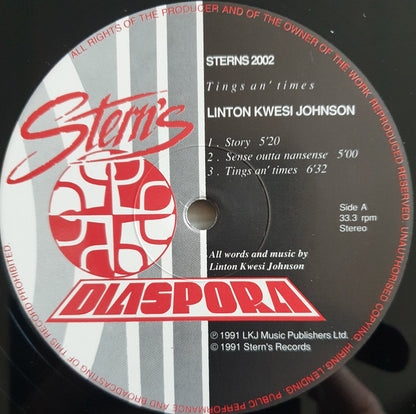 ALL RIGHTS OF THE PRODUCER AND OF THE OWNER OF THE WORK REPRODUCED RESERVED. UNAUTHORISED COPYING, HIRING, LENDING, PUBLIC PERFORMANCE AND BROADCASTING OF THIS RECORD PROHIBITED.
STERNS 2002
Tings an' times
LINTON KWESI JOHNSON
Stern's
1 . Story 5'20
2 . Sense outta nansense 5'00
3 . Tings an' times 6'32
Side A
33.3 rpm
Stereo
All words and music by
Linton Kwesi Johnson
DIASPORA
℗ 1991 LKJ Music Publishers Ltd.
© 1991 Stern's Records